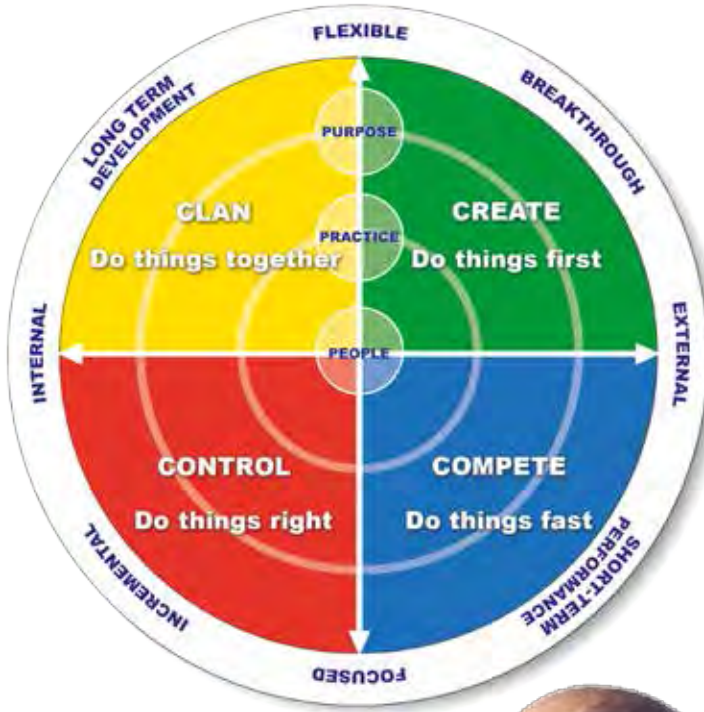 FLEXIBLE
LONG TERM
DEVELOPMENT
BREAKTHROUGH
PURPOSE
CLAN
Do things together
PRACTICE
CREATE
Do things first
INTERNAL
PEOPLE
EXTERNAL
CONTROL
Do things right
COMPETE
Do things fast
INCREMENTAL
SHORT-TERM
PERFORMANCE
FOCUSED